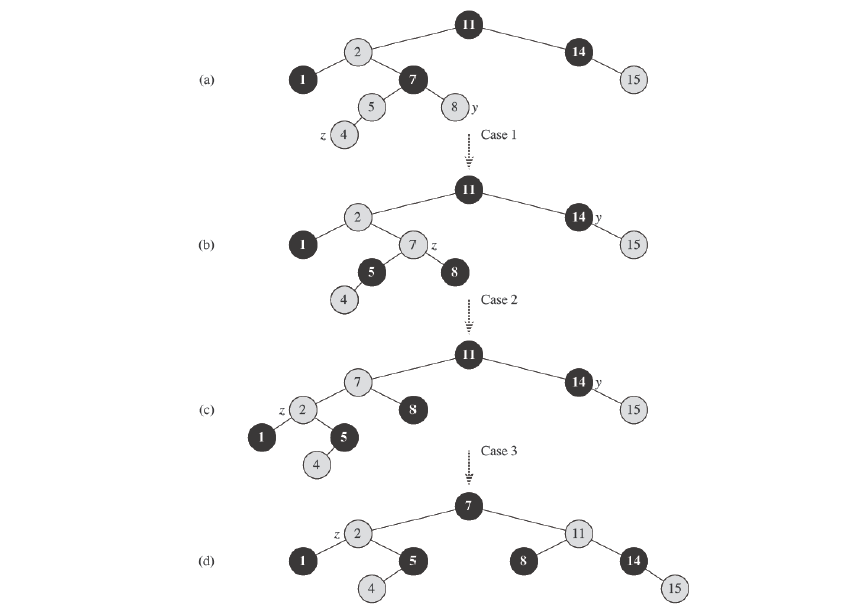 11
2 14
(a) 1 7 15
5 8 y
z 4 Case 1
11
2 14 y
(b) 1 7 z 15
5 8
4 Case 2
11
7 14 y
(c) z 2 8 15
1 5
4 Case 3
7
z 2 11
(d) 1 5 8 14
4 15